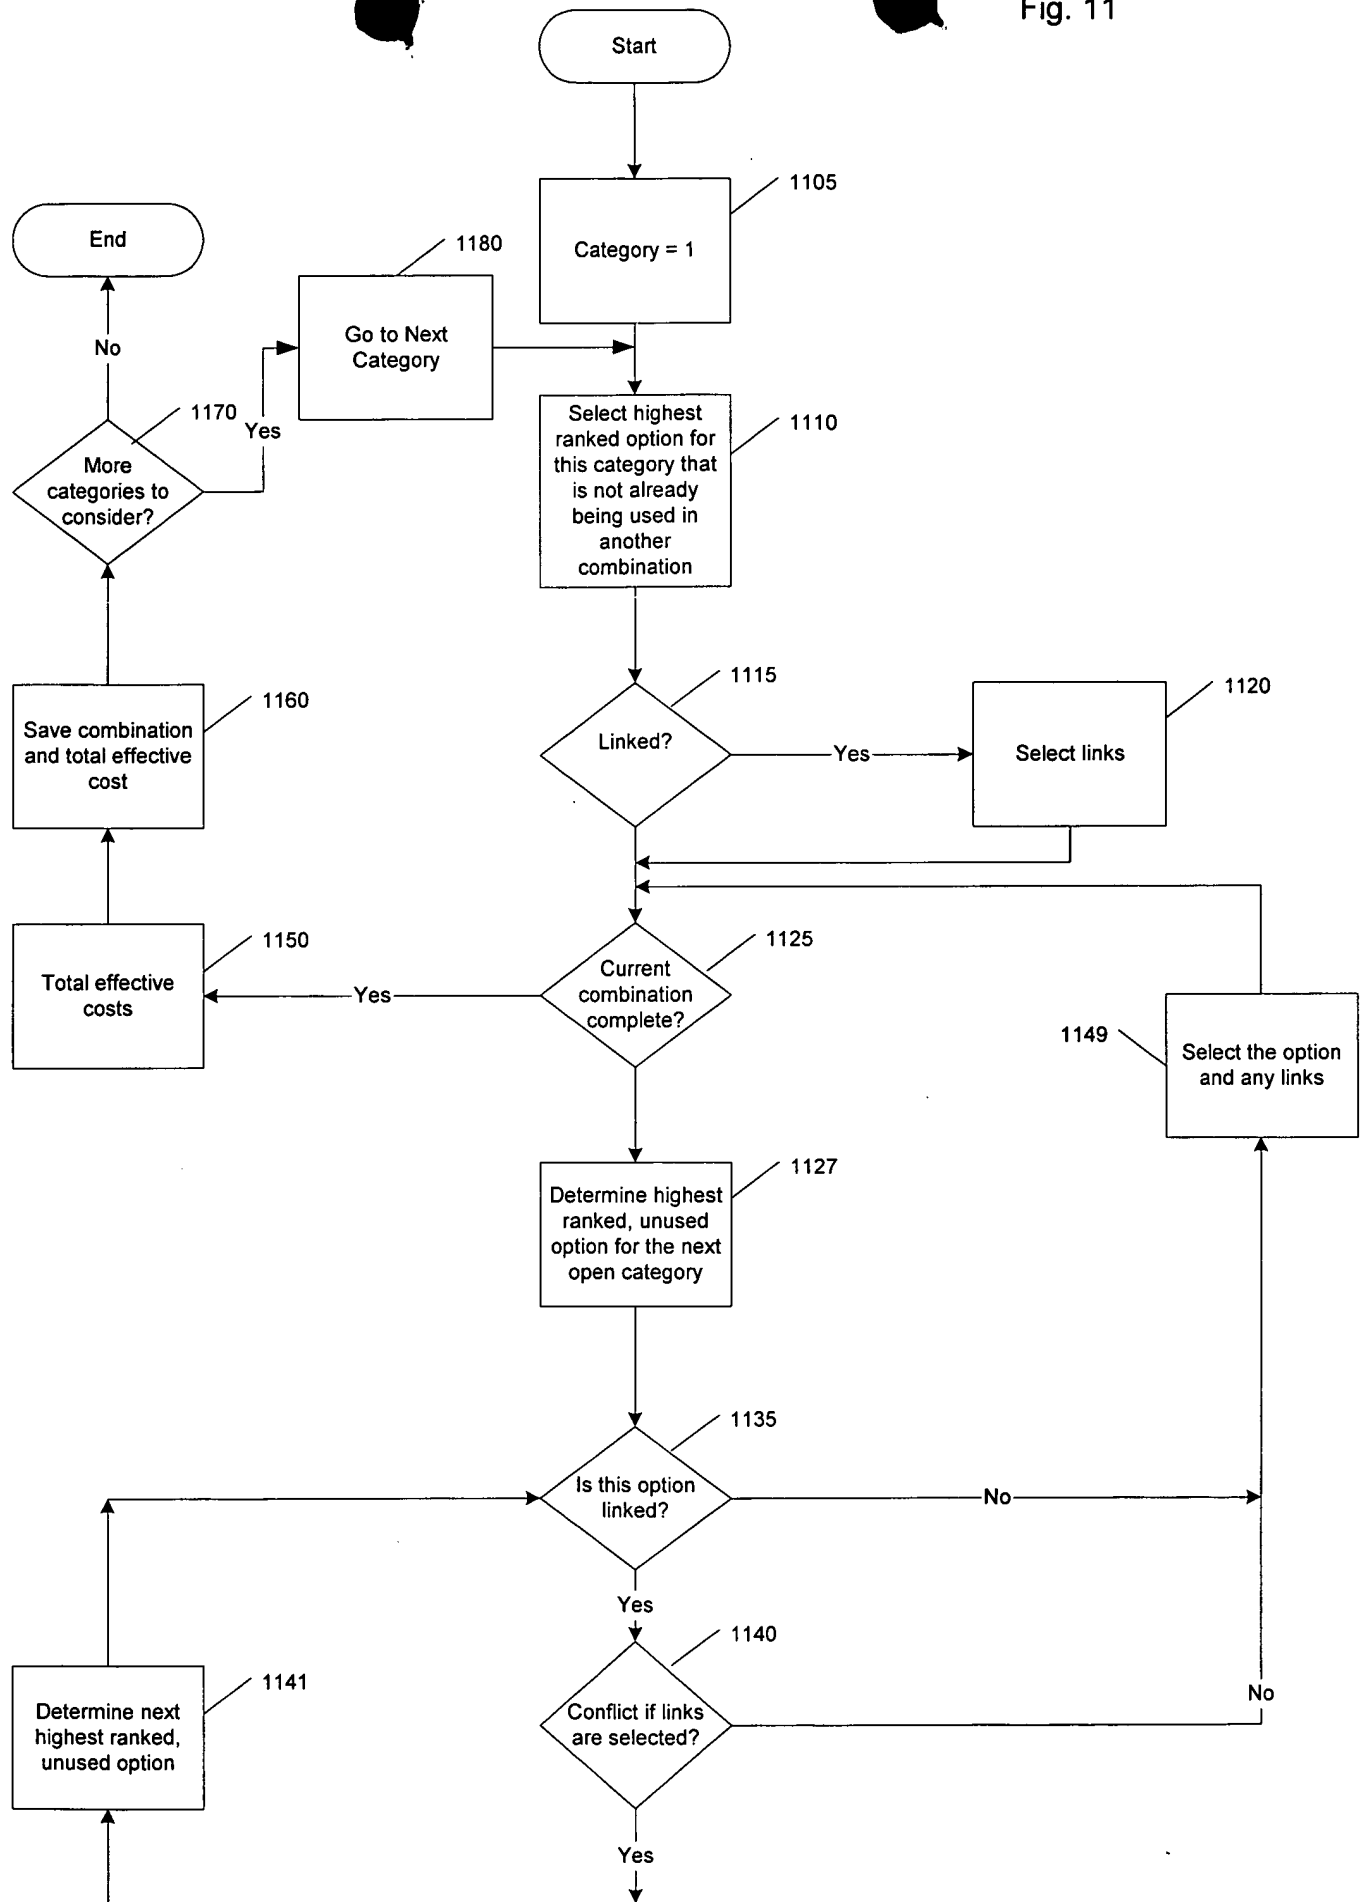 Fig. 11
Start
1105
Category = 1
End
1180
Go to Next
Category
No
1170
Yes
More
categories to
consider?
1110
Select highest
ranked option for
this category that
is not already
being used in
another
combination
1115
Linked?
Yes
1120
Select links
1160
Save combination
and total effective
cost
1150
Total effective
costs
Yes
1125
Current
combination
complete?
1149
Select the option
and any links
1127
Determine highest
ranked, unused
option for the next
open category
1135
Is this option
linked?
No
Yes
1140
Conflict if links
are selected?
No
1141
Determine next
highest ranked,
unused option
Yes